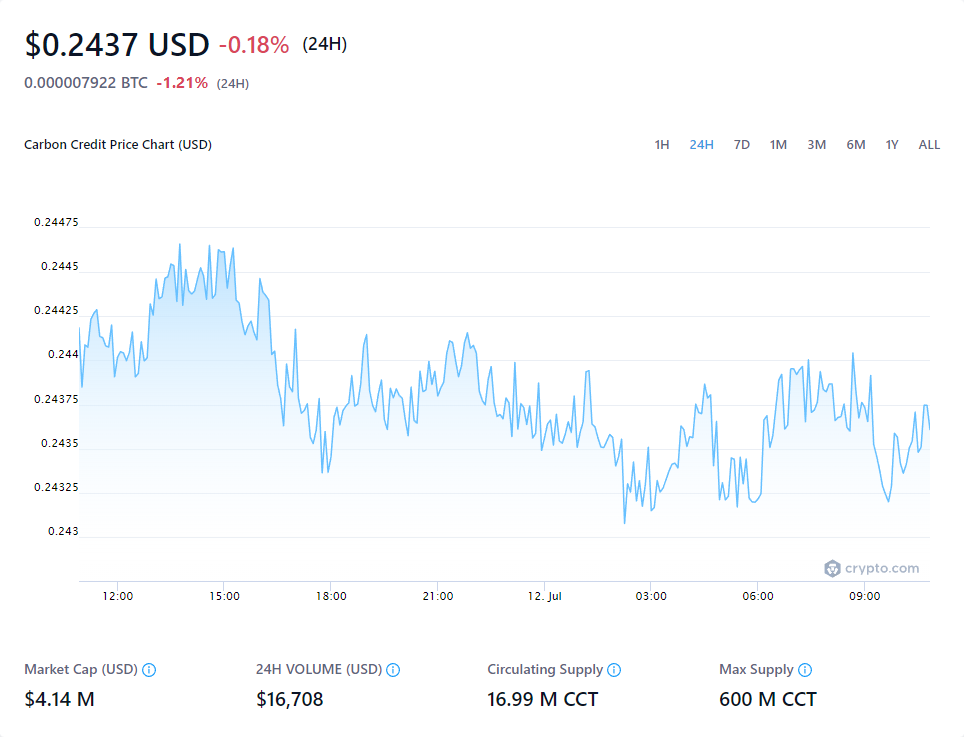 $0.2437 USD -0.18% (24H)
0.000007922 BTC -1.21% (24H)
Carbon Credit Price Chart (USD) 1H 24H 7D 1M 3M 6M 1Y ALL
0.24475
0.2445
0.24425
0.244
0.24375
0.2435
0.24325
0.243
crypto.com
12:00 15:00 18:00 21:00 12. Jul 03:00 06:00 09:00
Market Cap (USD) 24H VOLUME (USD) Circulating Supply Max Supply
$4.14 M $16,708 16.99 M CCT 600 M CCT